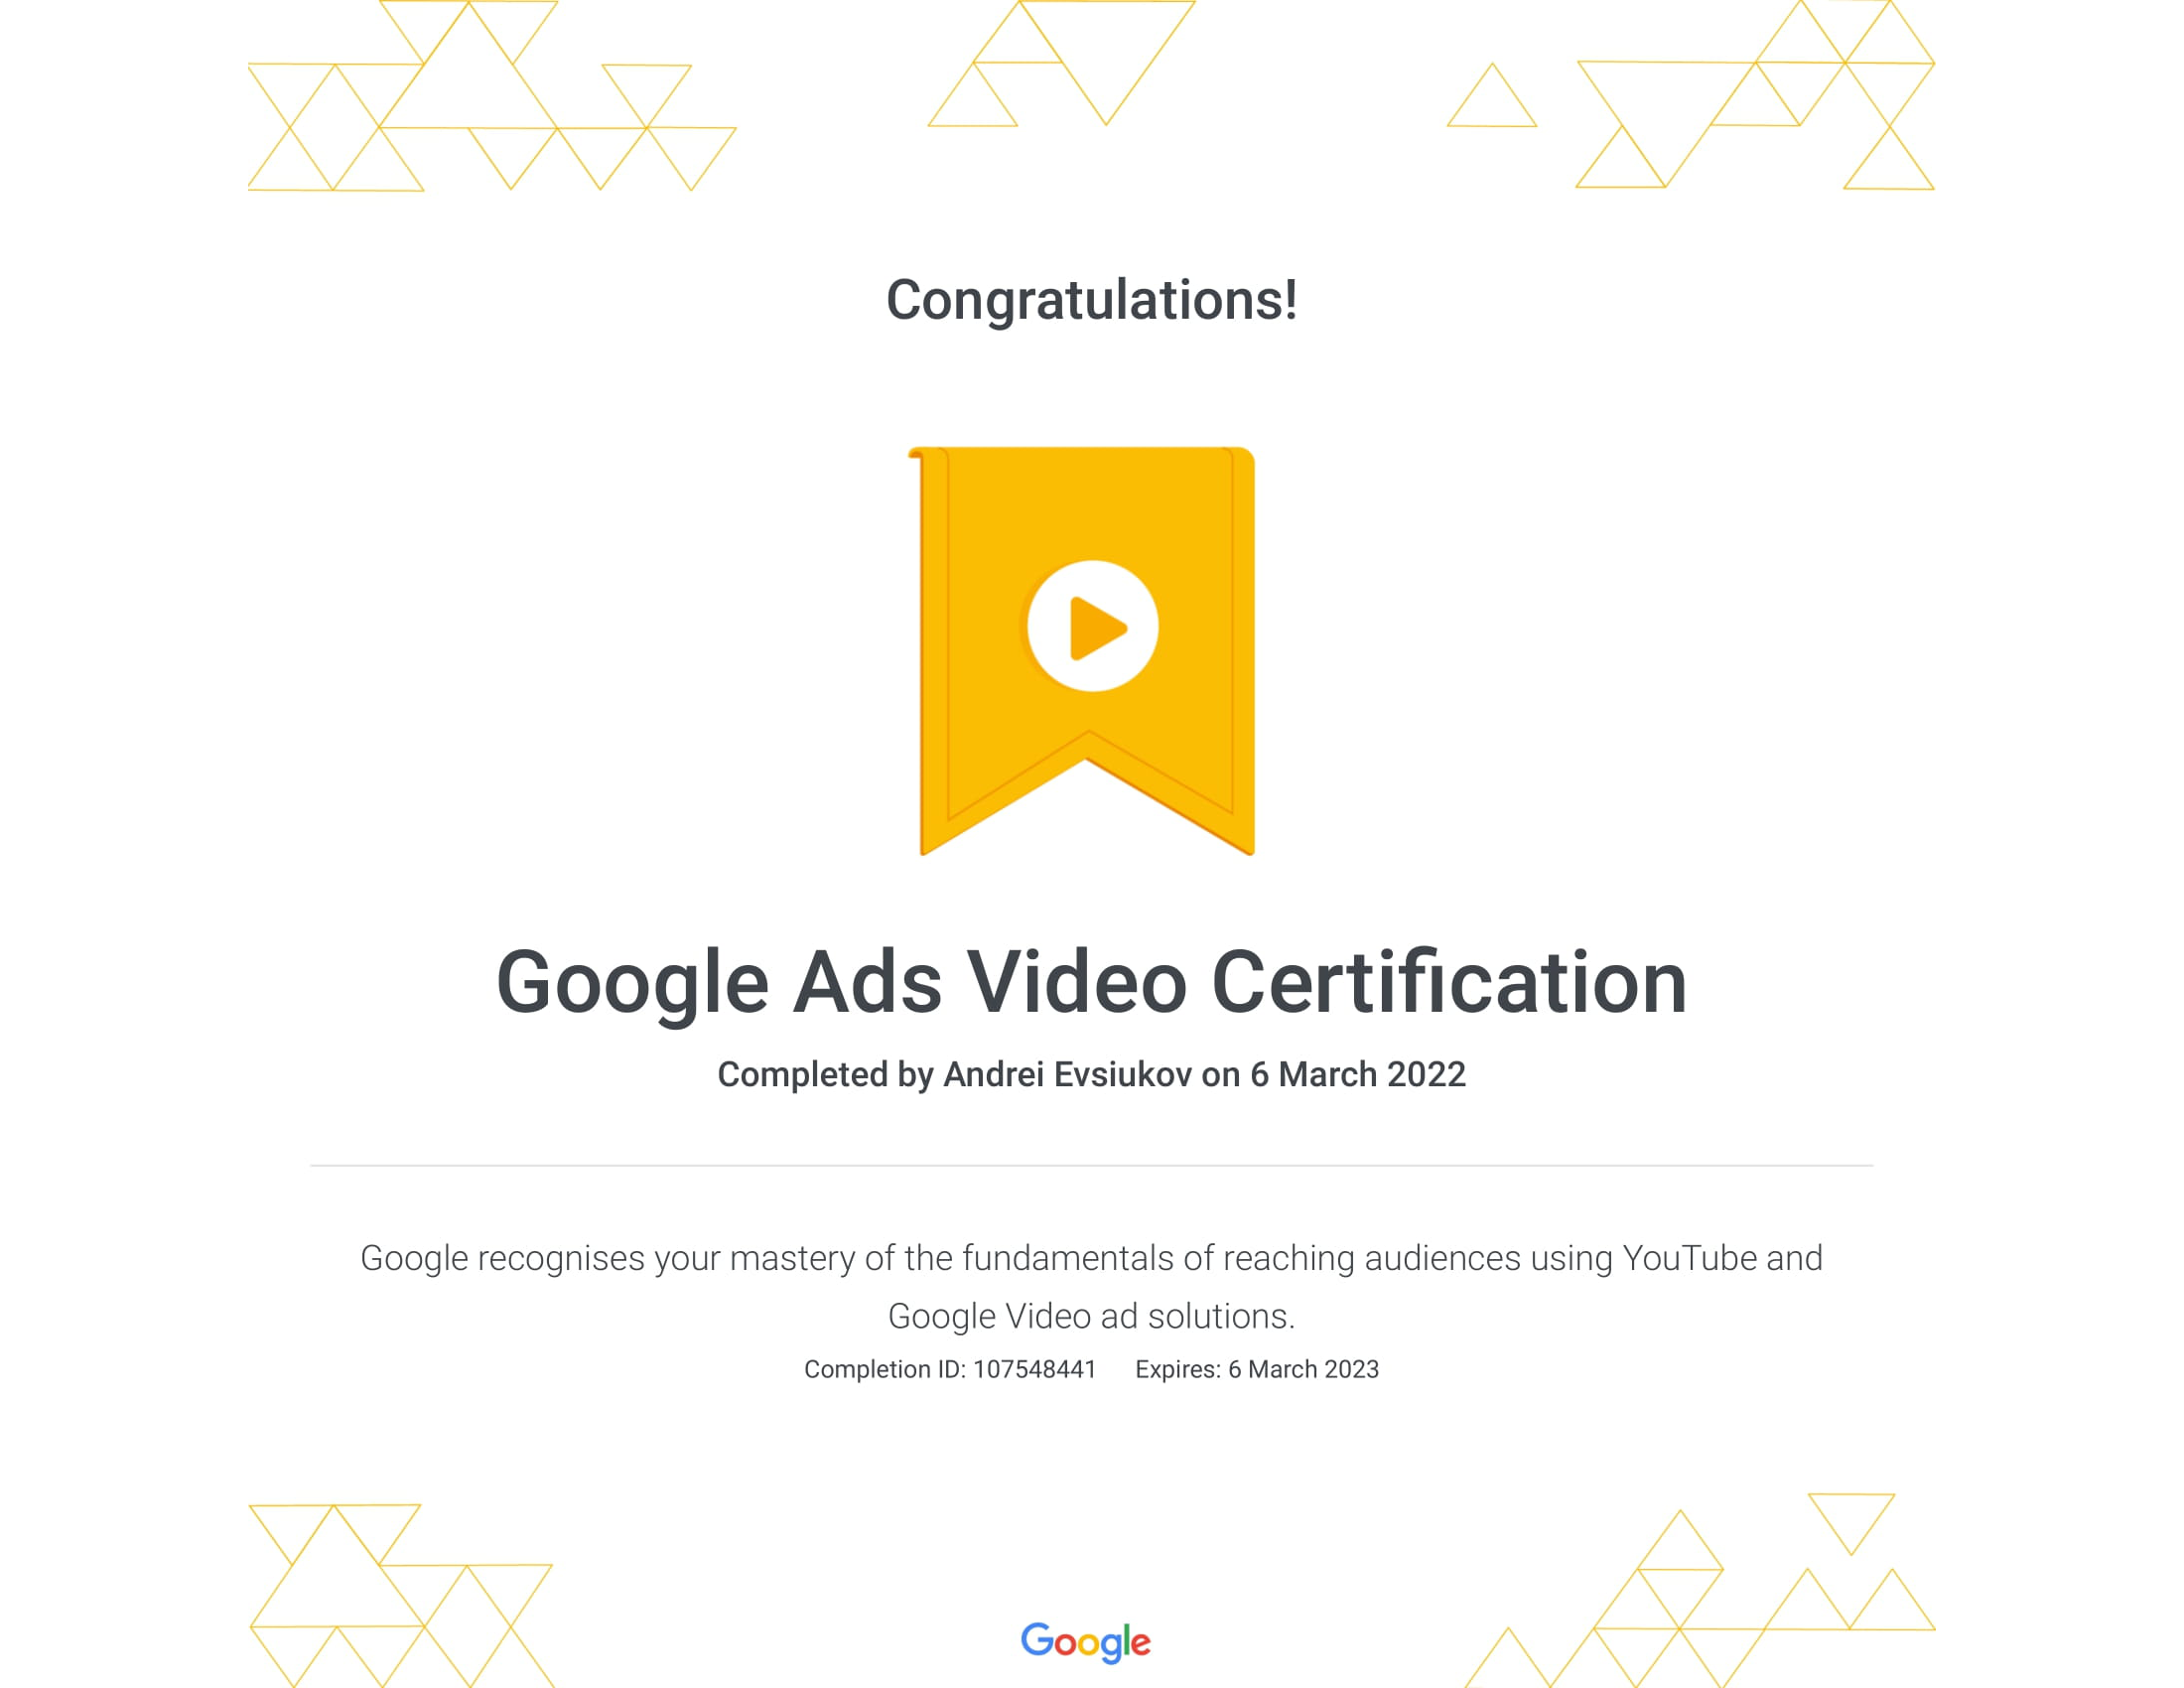 Congratulations!
Google Ads Video Certification
Completed by Andrei Evsiukov on 6 March 2022
Google recognises your mastery of the fundamentals of reaching audiences using YouTube and
Google Video ad solutions.
Completion ID: 107548441 Expires: 6 March 2023
Google